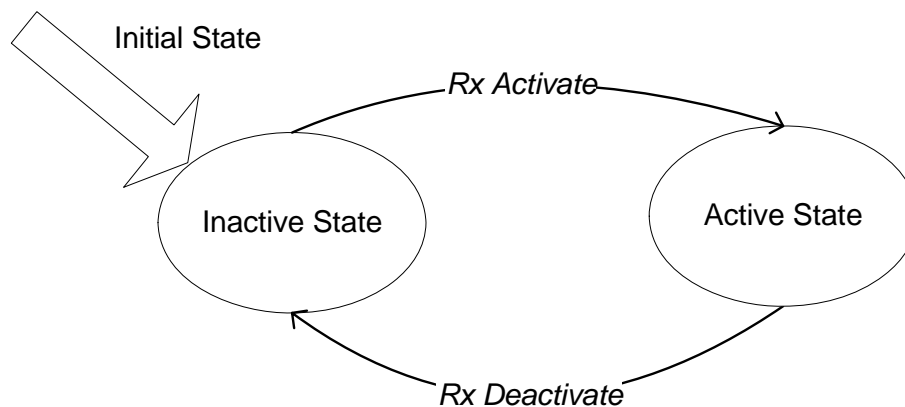 Initial State
Rx Activate
Inactive State
Active State
Rx Deactivate